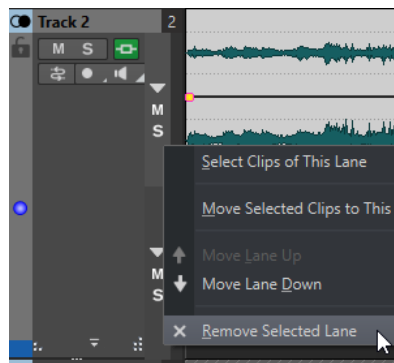 Track 2
2
M S
M
S
Select Clips of This Lane
Move Selected Clips to This
Move Lane Up
M
Move Lane Down
S
Remove Selected Lane